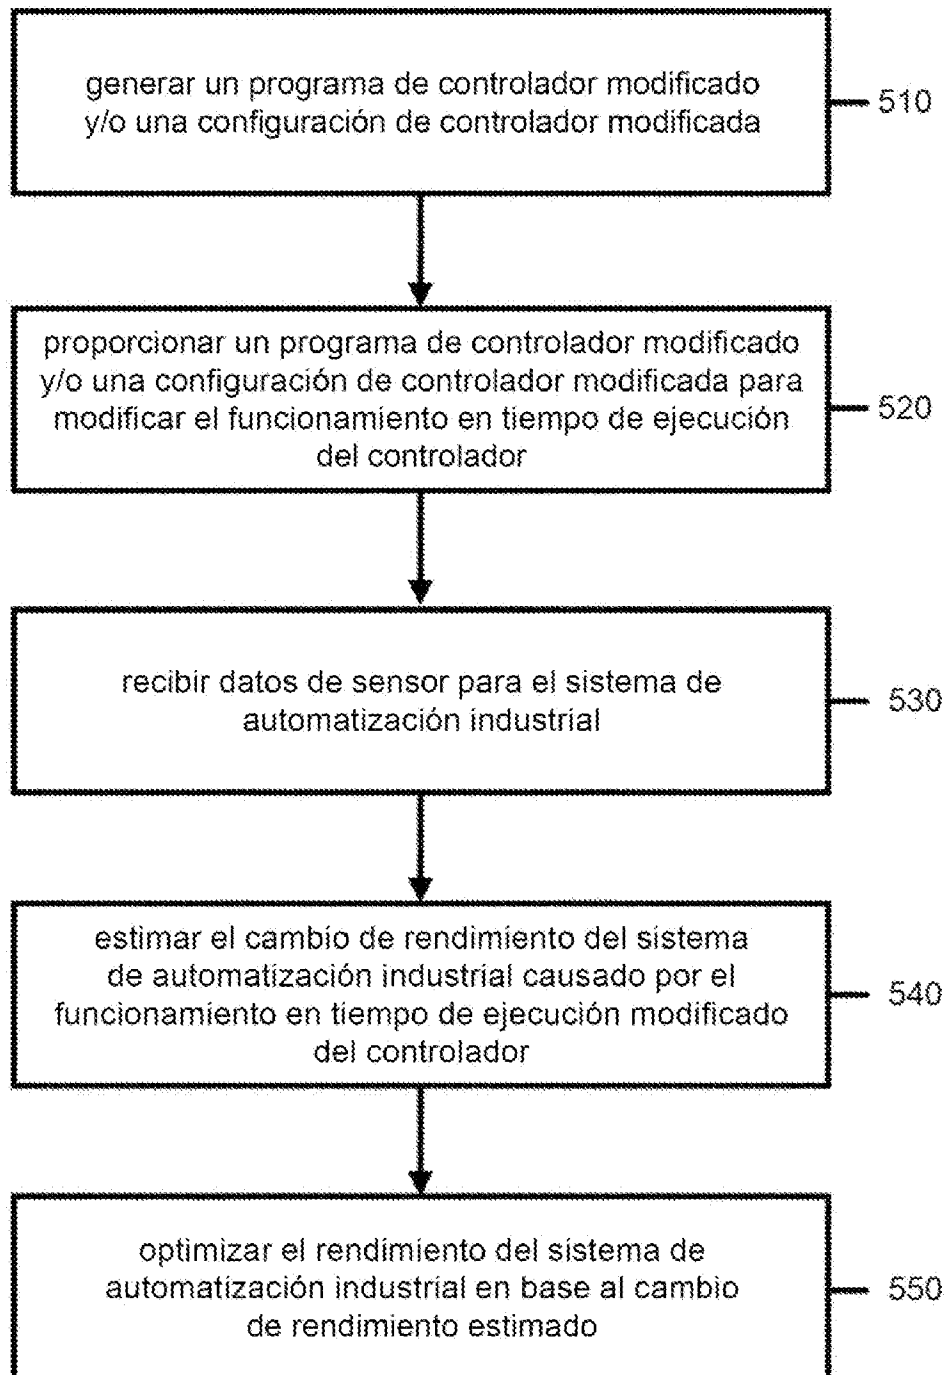 generar un programa de controlador modificado
y/o una configuración de controlador modificada
510
proporcionar un programa de controlador modificado
y/o una configuración de controlador modificada para
modificar el funcionamiento en tiempo de ejecución
del controlador
520
recibir datos de sensor para el sistema de
automatización industrial
530
estimar el cambio de rendimiento del sistema
de automatización industrial causado por el
funcionamiento en tiempo de ejecución modificado
del controlador
540
optimizar el rendimiento del sistema de
automatización industrial en base al cambio
de rendimiento estimado
550